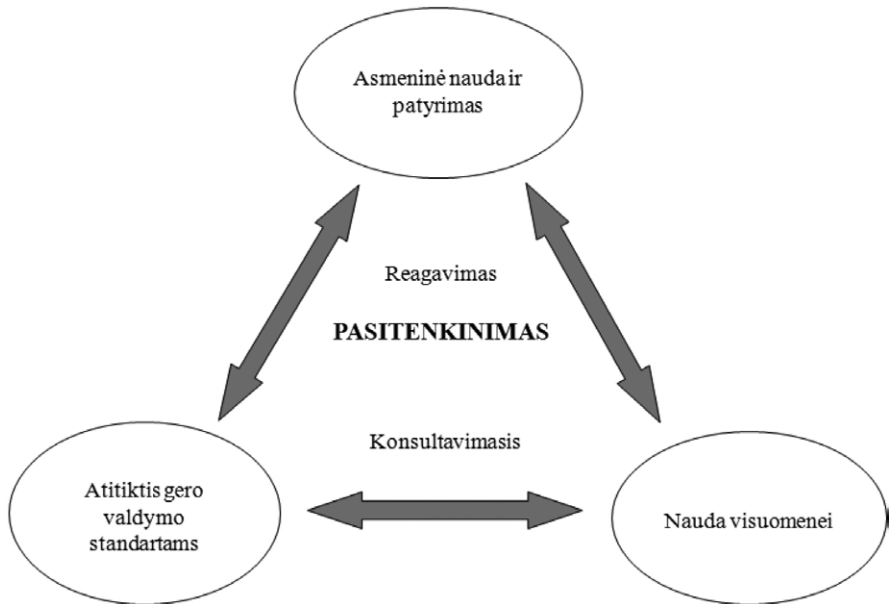 Asmeninė nauda ir
patyrimas
Reagavimas
PASITENKINIMAS
Konsultavimasis
Atitiktis gero
valdymo
standartams
Nauda visuomenei